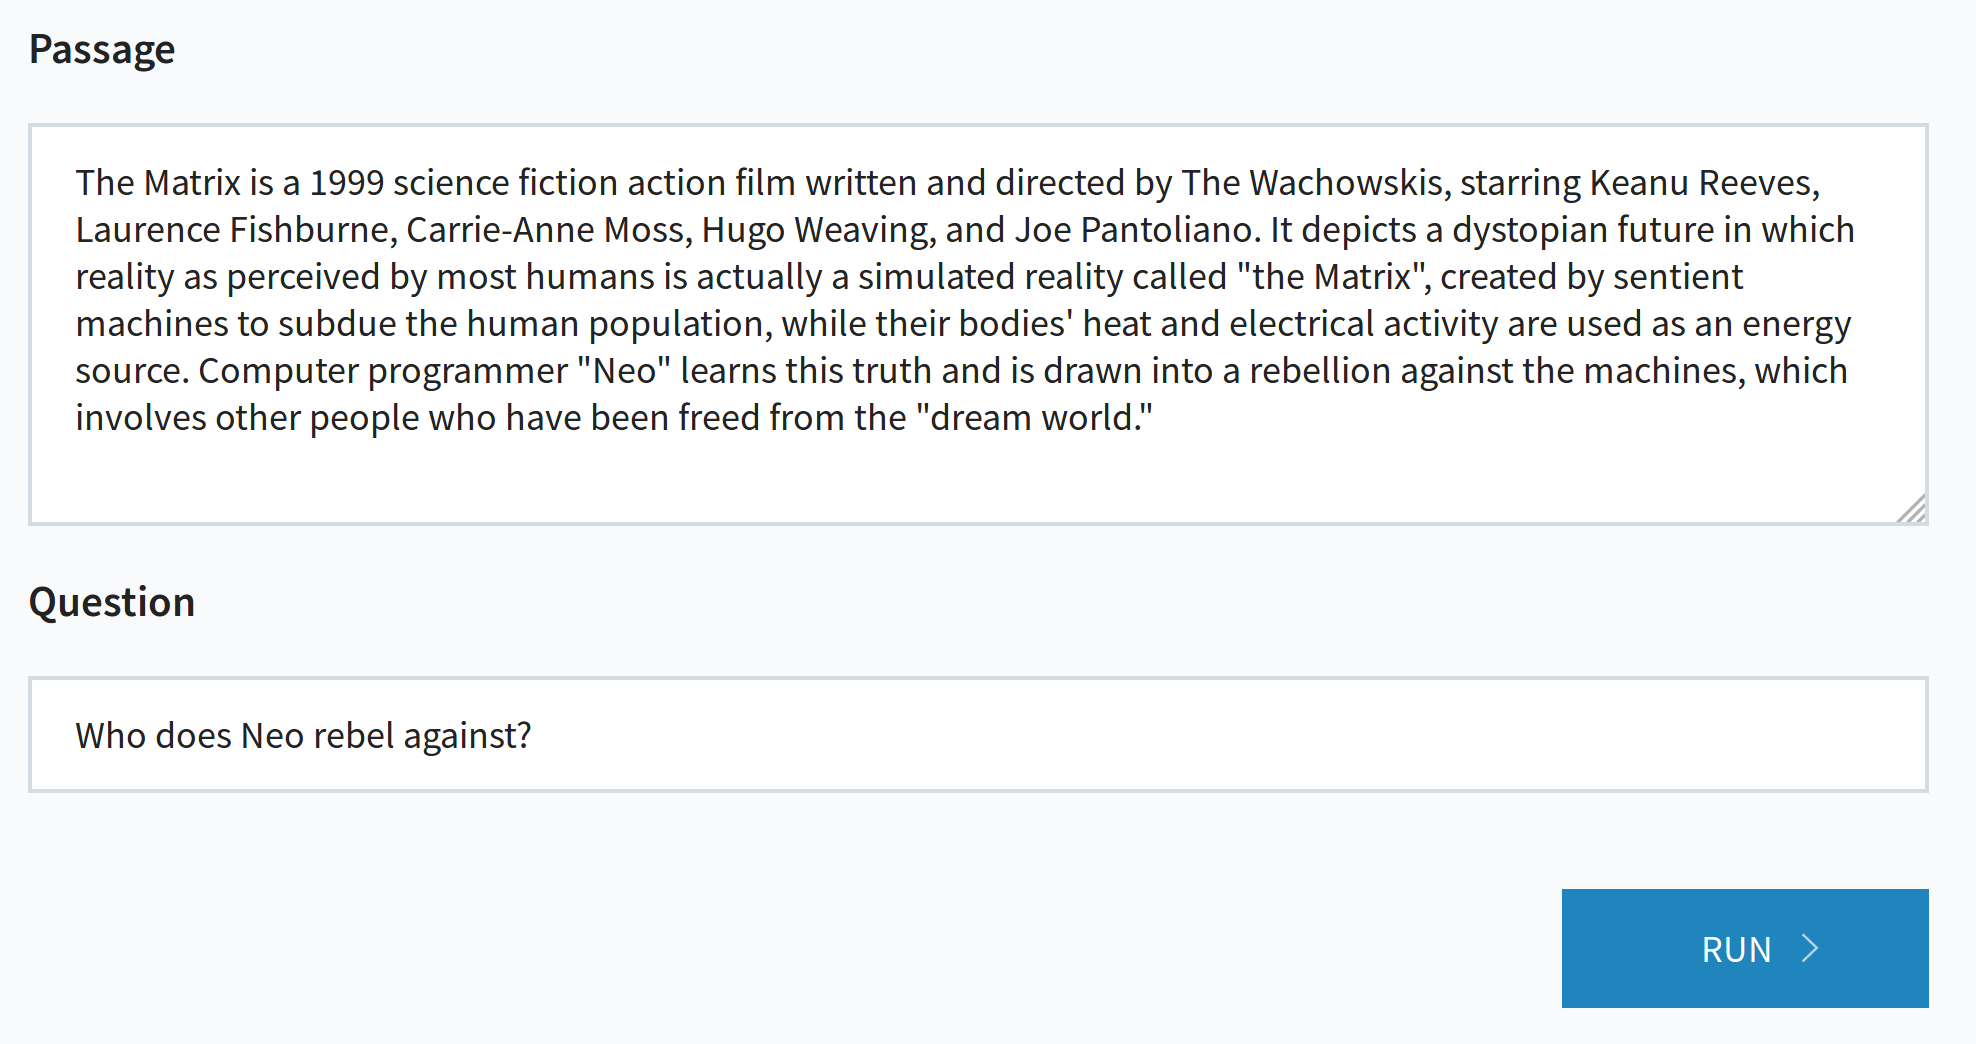 Passage
The Matrix is a 1999 science fiction action film written and directed by The Wachowskis, starring Keanu Reeves,
Laurence Fishburne, Carrie-Anne Moss, Hugo Weaving, and Joe Pantoliano. It depicts a dystopian future in which
reality as perceived by most humans is actually a simulated reality called "the Matrix", created by sentient
machines to subdue the human population, while their bodies' heat and electrical activity are used as an energy
source. Computer programmer "Neo" learns this truth and is drawn into a rebellion against the machines, which
involves other people who have been freed from the "dream world."
Question
Who does Neo rebel against?
RUN